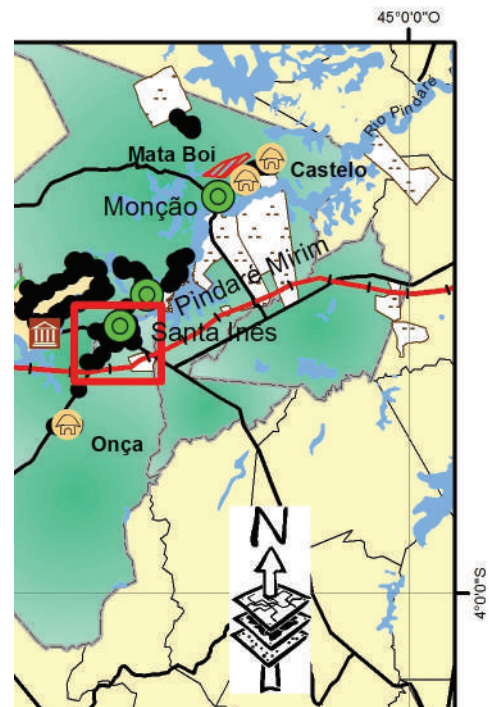 45°0'0"O
Rio Pindaré
Mata Boi
Castelo
Monção
Pindaré Mirim
Santa Inês
Onça
N
4°0'0"S